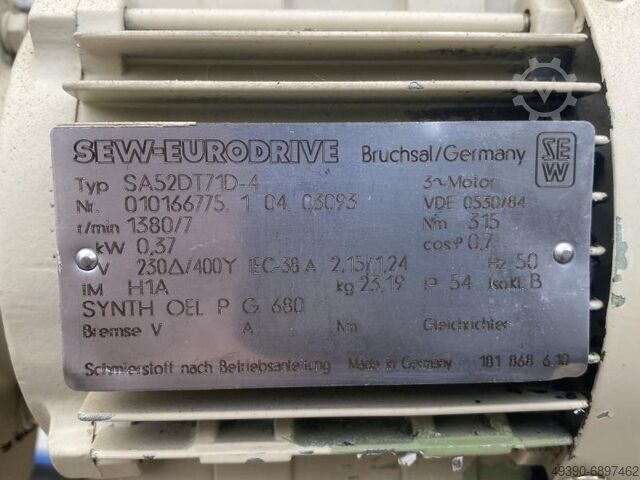 SEW-EURODRIVE Bruchsal/Germany SEW
Typ SA52DT71D-4 3~Motor
Nr. 010166775. 1 04. 03093 VDE 0530/84
r/min 1380/7 Nm 315
kW 0,37 cosφ 0,7
V 230Δ/400Y IEC-38 A 2,15/1,24 Hz 50
IM H1A kg 23,19 IP 54 Iso.Kl. B
SYNTH OEL P G 680
Bremse V A Nm Gleichrichter
Schmierstoff nach Betriebsanleitung Made in Germany 181 868 6.10
49390-6897462